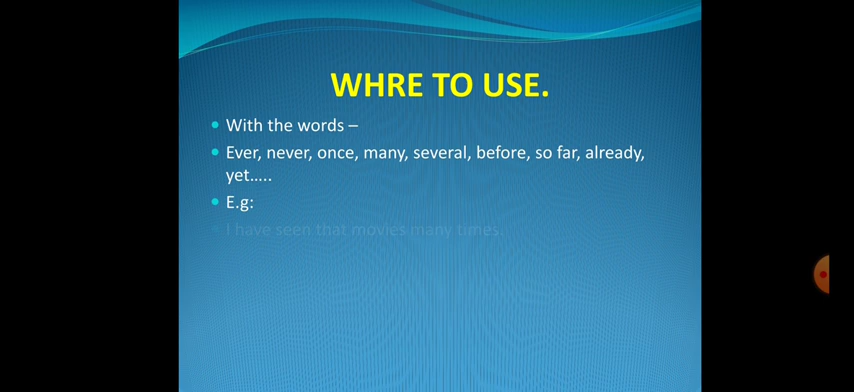 WHRE TO USE.
With the words –
Ever, never, once, many, several, before, so far, already,
yet…..
E.g:
I have seen that movies many times.